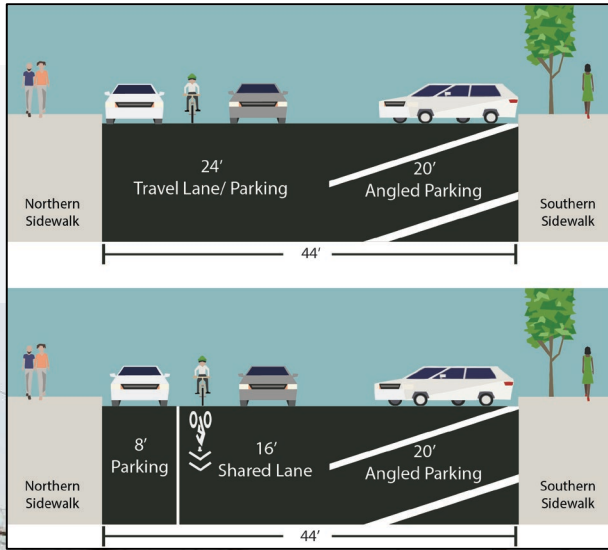 24'
Travel Lane/ Parking
20'
Angled Parking
Northern
Sidewalk
Southern
Sidewalk
44'
8'
Parking
16'
Shared Lane
20'
Angled Parking
Northern
Sidewalk
Southern
Sidewalk
44'